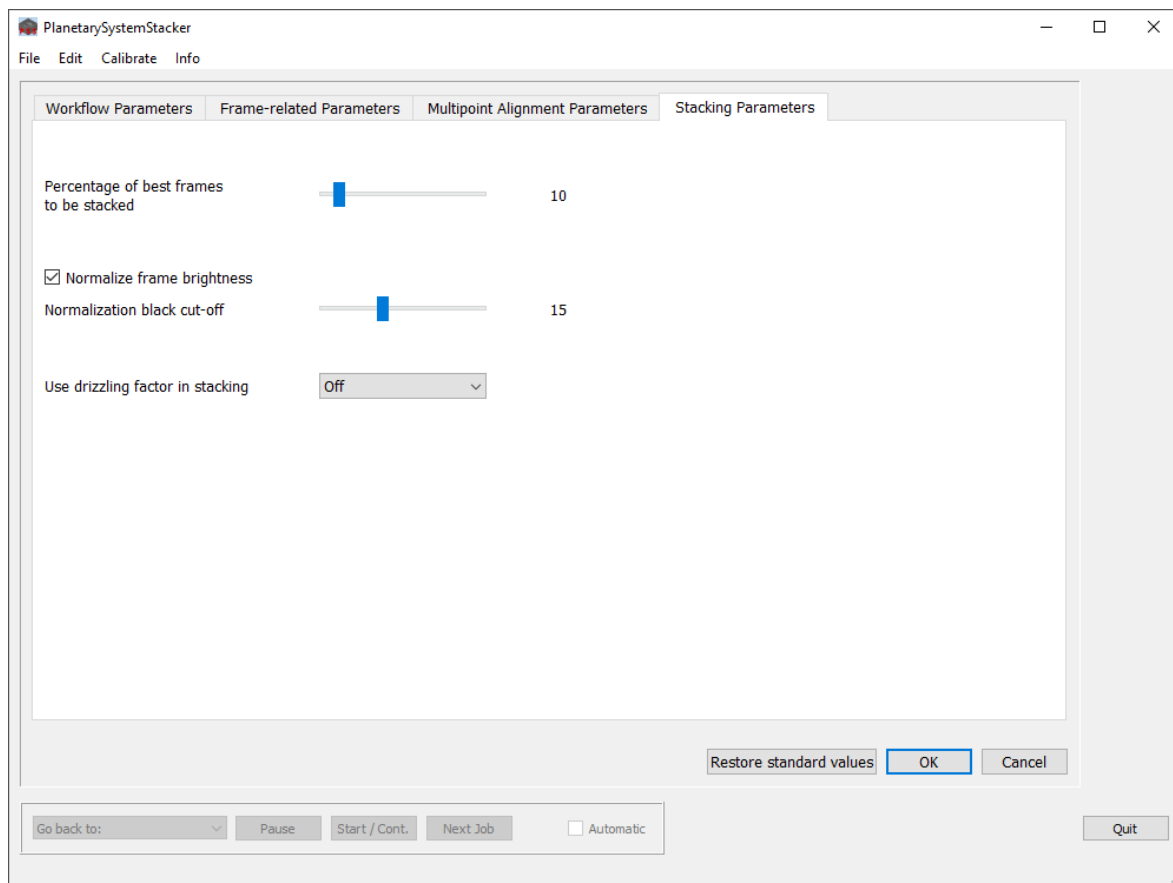 PlanetarySystemStacker
File Edit Calibrate Info
Workflow Parameters Frame-related Parameters Multipoint Alignment Parameters Stacking Parameters
Percentage of best frames
to be stacked
10
Normalize frame brightness
Normalization black cut-off 15
Use drizzling factor in stacking Off
Restore standard values OK Cancel
Go back to: Pause Start / Cont. Next Job Automatic Quit